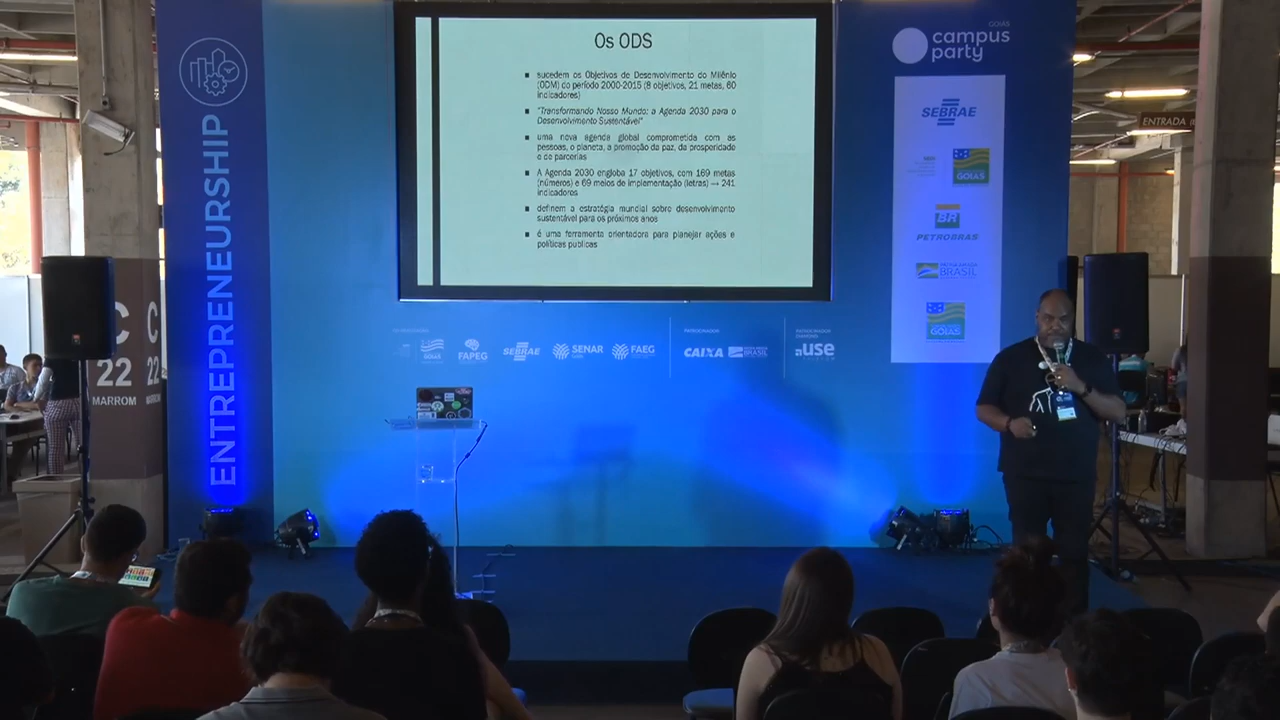 Os ODS
■ sucedem os Objetivos de Desenvolvimento do Milênio
(ODM) do período 2000-2015 (8 objetivos, 21 metas, 60
indicadores)
■ "Transformando Nosso Mundo: a Agenda 2030 para o
Desenvolvimento Sustentável"
■ uma nova agenda global comprometida com as
pessoas, o planeta, a promoção da paz, da prosperidade
e de parcerias
■ A Agenda 2030 engloba 17 objetivos, com 169 metas
(números) e 69 meios de implementação (letras) → 241
indicadores
■ definem a estratégia mundial sobre desenvolvimento
sustentável para os próximos anos
■ é uma ferramenta orientadora para planejar ações e
políticas publicas
ENTREPRENEURSHIP
GOIÁS
campus
party
SEBRAE
GOIÁS
BR
PETROBRAS
BRASIL
GOIÁS
ENTRADA
C
22
MARROM
C
22
FAPEG
SEBRAE
SENAR
FAEG
CAIXA
BRASIL
.use